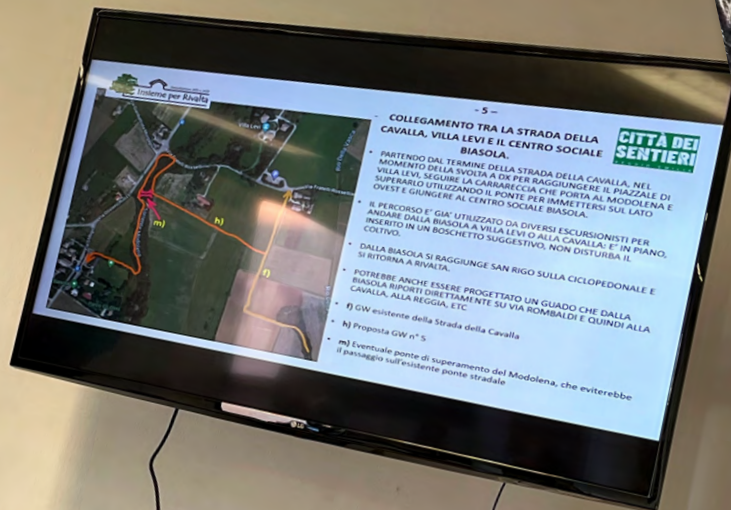 Insieme per Rivalta
- 5 –
COLLEGAMENTO TRA LA STRADA DELLA
CAVALLA, VILLA LEVI E IL CENTRO SOCIALE
BIASOLA.
CITTÀ DEI
SENTIERI
• PARTENDO DAL TERMINE DELLA STRADA DELLA CAVALLA, NEL
MOMENTO DELLA SVOLTA A DX PER RAGGIUNGERE IL PIAZZALE DI
VILLA LEVI, SEGUIRE LA CARRARECCIA CHE PORTA AL MODOLENA E
SUPERARLO UTILIZZANDO IL PONTE PER IMMETTERSI SUL LATO
OVEST E GIUNGERE AL CENTRO SOCIALE BIASOLA.
• IL PERCORSO E' GIA' UTILIZZATO DA DIVERSI ESCURSIONISTI PER
ANDARE DALLA BIASOLA A VILLA LEVI O ALLA CAVALLA: E' IN PIANO,
INSERITO IN UN BOSCHETTO SUGGESTIVO, NON DISTURBA IL
COLTIVO.
• DALLA BIASOLA SI RAGGIUNGE SAN RIGO SULLA CICLOPEDONALE E
SI RITORNA A RIVALTA.
• POTREBBE ANCHE ESSERE PROGETTATO UN GUADO CHE DALLA
BIASOLA RIPORTI DIRETTAMENTE SU VIA ROMBALDI E QUINDI ALLA
CAVALLA, ALLA REGGIA, ETC
• f) GW esistente della Strada della Cavalla
• h) Proposta GW n° 5
• m) Eventuale ponte di superamento del Modolena, che eviterebbe
il passaggio sull'esistente ponte stradale
Villa Levi
m)
h)
f)
LG